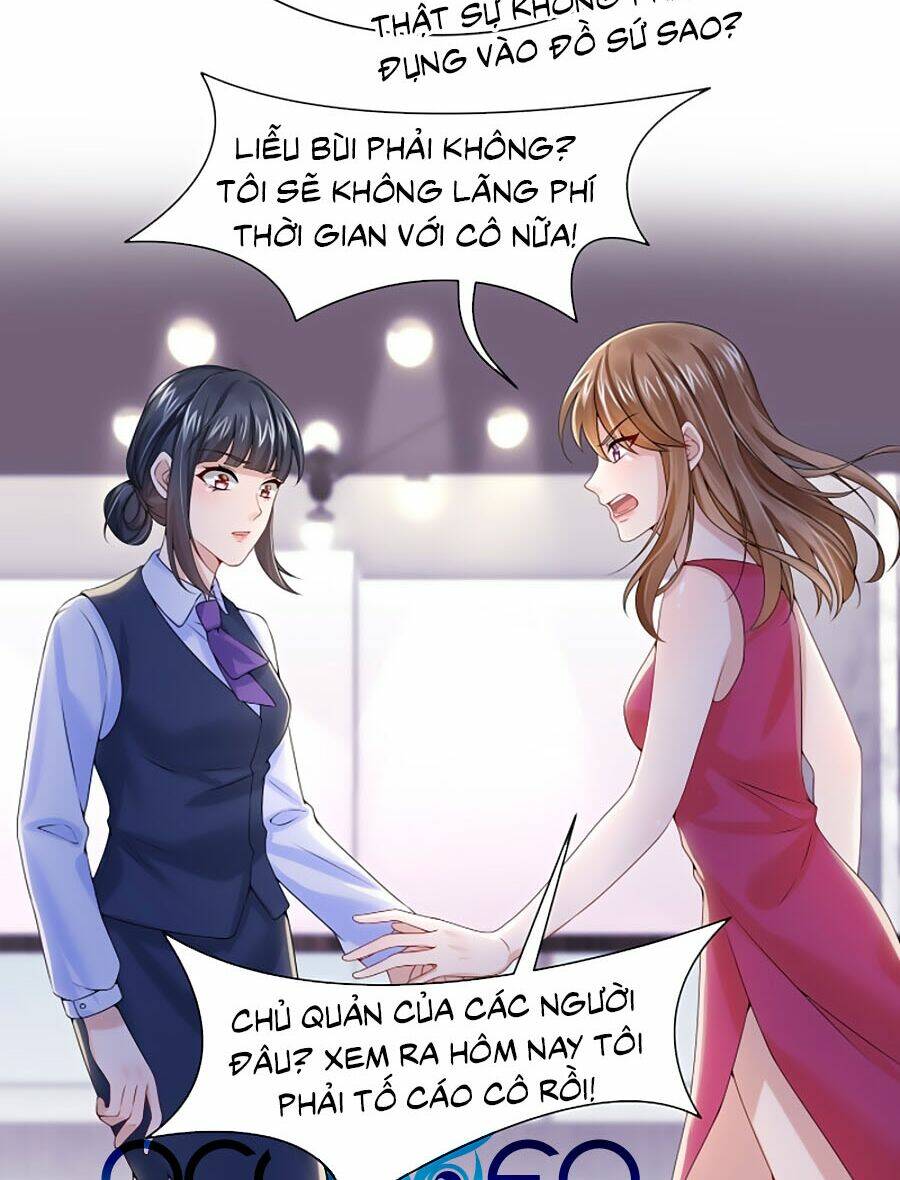 THẬT SỰ KHÔNG
ĐỤNG VÀO ĐỒ SỨ SAO?
LIỄU BÙI PHẢI KHÔNG?
TÔI SẼ KHÔNG LÃNG PHÍ
THỜI GIAN VỚI CÔ NỮA!
CHỦ QUẢN CỦA CÁC NGƯỜI
ĐÂU? XEM RA HÔM NAY TÔI
PHẢI TỐ CÁO CÔ RỒI!